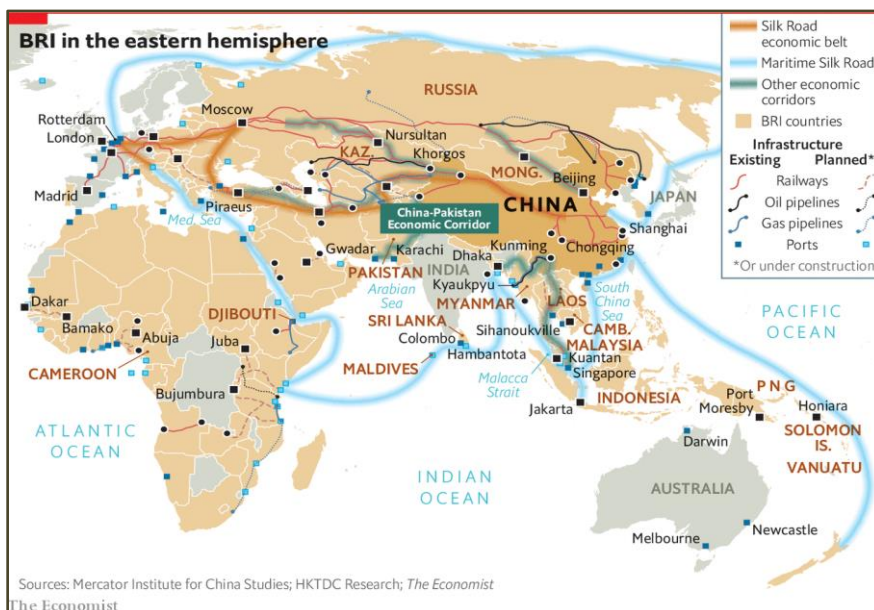 BRI in the eastern hemisphere
Silk Road
economic belt
Maritime Silk Road
Other economic
corridors
BRI countries
Infrastructure
Existing Planned*
Railways
Oil pipelines
Gas pipelines
Ports
*Or under construction
RUSSIA
Moscow
Rotterdam
London
Nursultan
KAZ.
Khorgos
MONG.
Beijing
JAPAN
Madrid
Piraeus
Med. Sea
CHINA
China-Pakistan
Economic Corridor
Shanghai
Chongqing
Kunming
Gwadar
Karachi
Dhaka
PAKISTAN
INDIA
Arabian
Sea
Kyaukpyu
MYANMAR
LAOS
South
China
Sea
PACIFIC
OCEAN
Dakar
Bamako
Abuja
DJIBOUTI
Juba
SRI LANKA
Colombo
Hambantota
Sihanoukville
CAMB.
MALAYSIA
Kuantan
Singapore
CAMEROON
MALDIVES
Malacca
Strait
Bujumbura
Jakarta
INDONESIA
PNG
Port
Moresby
Honiara
SOLOMON
IS.
VANUATU
ATLANTIC
OCEAN
INDIAN
OCEAN
Darwin
AUSTRALIA
Newcastle
Melbourne
Sources: Mercator Institute for China Studies; HKTDC Research; The Economist
The Economist